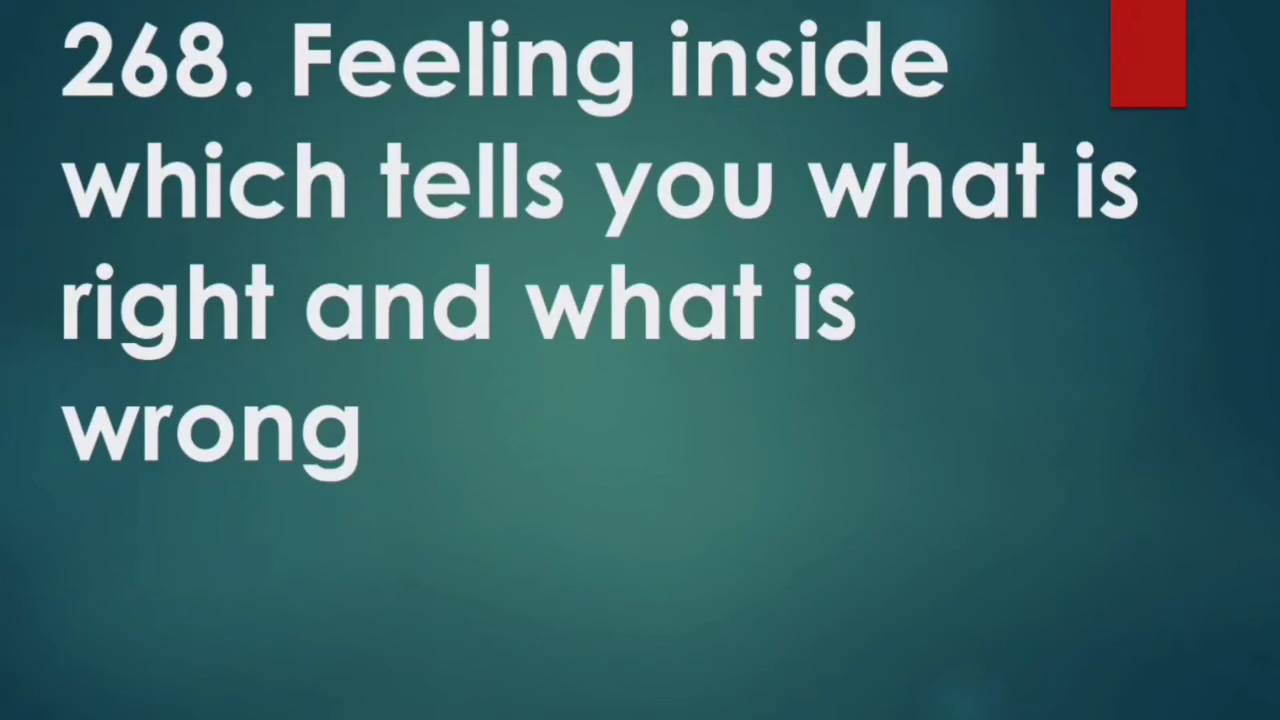 268. Feeling inside
which tells you what is
right and what is
wrong